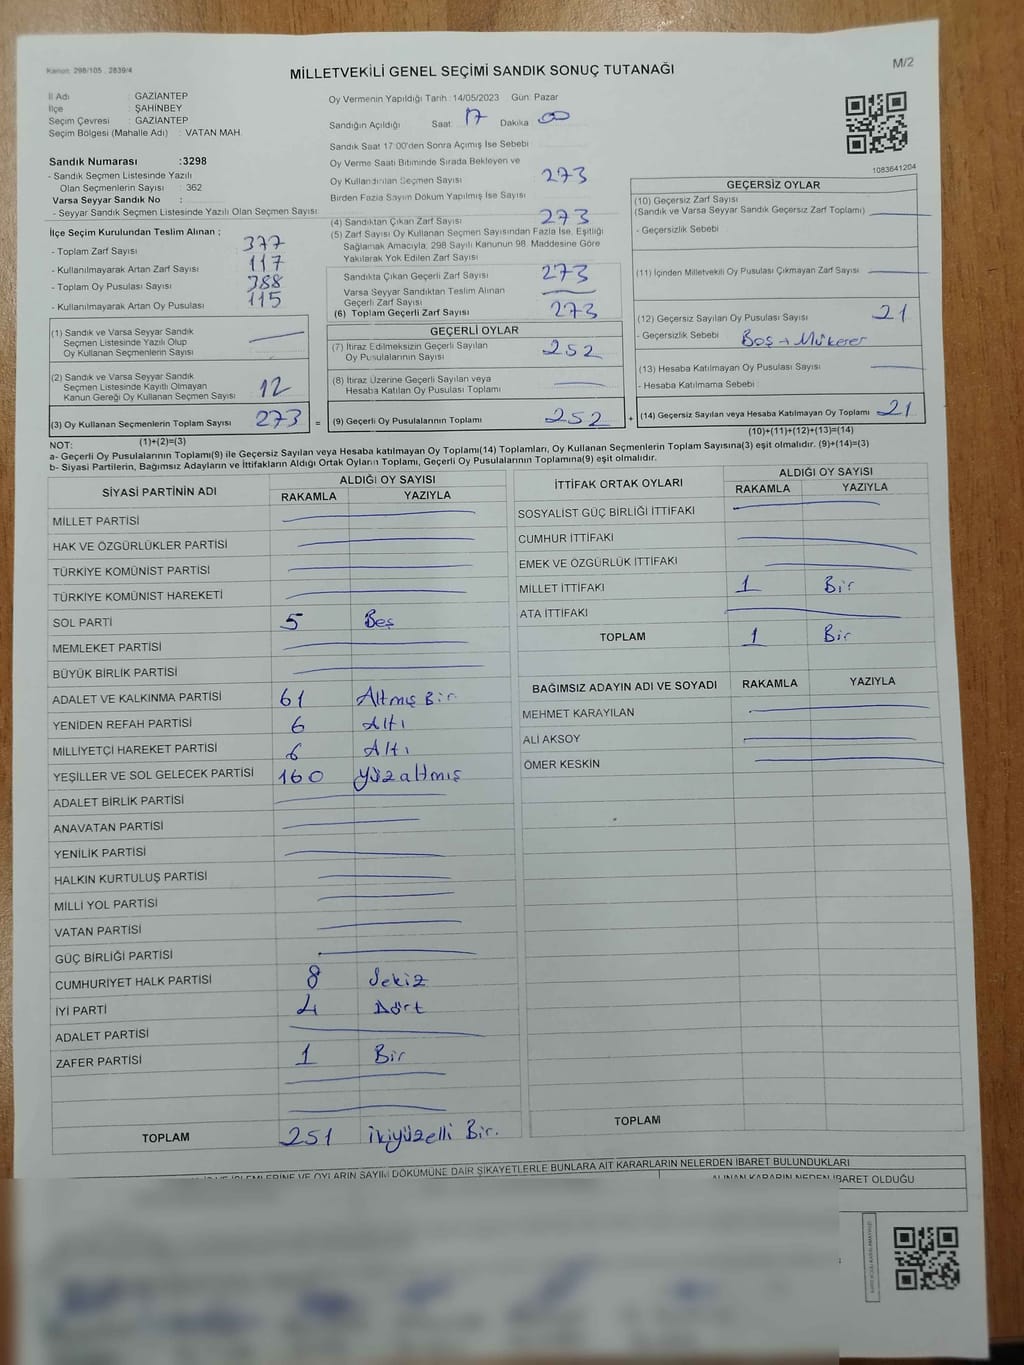 Kanun: 298/105 . 2839/4
MİLLETVEKİLİ GENEL SEÇİMİ SANDIK SONUÇ TUTANAĞI
M/2
İl Adı : GAZİANTEP
İlçe : ŞAHİNBEY
Seçim Çevresi : GAZİANTEP
Seçim Bölgesi (Mahalle Adı) : VATAN MAH.
Sandık Numarası :3298
- Sandık Seçmen Listesinde Yazılı
Olan Seçmenlerin Sayısı : 362
Varsa Seyyar Sandık No :
- Seyyar Sandık Seçmen Listesinde Yazılı Olan Seçmen Sayısı:
İlçe Seçim Kurulundan Teslim Alınan ;
- Toplam Zarf Sayısı : 377
- Kullanılmayarak Artan Zarf Sayısı : 117
- Toplam Oy Pusulası Sayısı : 388
- Kullanılmayarak Artan Oy Pusulası : 115
(1) Sandık ve Varsa Seyyar Sandık
Seçmen Listesinde Yazılı Olup
Oy Kullanan Seçmenlerin Sayısı :
(2) Sandık ve Varsa Seyyar Sandık
Seçmen Listesinde Kayıtlı Olmayan
Kanun Gereği Oy Kullanan Seçmen Sayısı : 12
(3) Oy Kullanan Seçmenlerin Toplam Sayısı : 273 =
(1)+(2)=(3)
Oy Vermenin Yapıldığı Tarih :14/05/2023 Gün: Pazar
Sandığın Açıldığı Saat: 17 Dakika : 00
Sandık Saat 17:00'den Sonra Açımış İse Sebebi :
Oy Verme Saati Bitiminde Sırada Bekleyen ve
Oy Kullandırılan Seçmen Sayısı : 273
Birden Fazla Sayım Döküm Yapılmış İse Sayısı :
(4) Sandıktan Çıkan Zarf Sayısı : 273
(5) Zarf Sayısı Oy Kullanan Seçmen Sayısından Fazla İse, Eşitliği
Sağlamak Amacıyla; 298 Sayılı Kanunun 98. Maddesine Göre
Yakılarak Yok Edilen Zarf Sayısı :
Sandıkta Çıkan Geçerli Zarf Sayısı : 273
Varsa Seyyar Sandıktan Teslim Alınan
Geçerli Zarf Sayısı :
(6) Toplam Geçerli Zarf Sayısı : 273
GEÇERLİ OYLAR
(7) İtiraz Edilmeksizin Geçerli Sayılan
Oy Pusulalarının Sayısı : 252
(8) İtiraz Üzerine Geçerli Sayılan veya
Hesaba Katılan Oy Pusulası Toplamı :
(9) Geçerli Oy Pusulalarının Toplamı : 252 +
1083641204
GEÇERSİZ OYLAR
(10) Geçersiz Zarf Sayısı
(Sandık ve Varsa Seyyar Sandık Geçersiz Zarf Toplamı) :
- Geçersizlik Sebebi :
(11) İçinden Milletvekili Oy Pusulası Çıkmayan Zarf Sayısı :
(12) Geçersiz Sayılan Oy Pusulası Sayısı : 21
- Geçersizlik Sebebi : Boş → Mükerer
(13) Hesaba Katılmayan Oy Pusulası Sayısı :
- Hesaba Katılmama Sebebi :
(14) Geçersiz Sayılan veya Hesaba Katılmayan Oy Toplamı : 21
(10)+(11)+(12)+(13)=(14)
NOT:
a- Geçerli Oy Pusulalarının Toplamı(9) ile Geçersiz Sayılan veya Hesaba katılmayan Oy Toplamı(14) Toplamları, Oy Kullanan Seçmenlerin Toplam Sayısına(3) eşit olmalıdır. (9)+(14)=(3)
b- Siyasi Partilerin, Bağımsız Adayların ve İttifakların Aldığı Ortak Oyların Toplamı, Geçerli Oy Pusulalarının Toplamına(9) eşit olmalıdır.
SİYASİ PARTİNİN ADI ALDIĞI OY SAYISI
RAKAMLA YAZIYLA
MİLLET PARTİSİ
HAK VE ÖZGÜRLÜKLER PARTİSİ
TÜRKİYE KOMÜNİST PARTİSİ
TÜRKİYE KOMÜNİST HAREKETİ
SOL PARTİ 5 Beş
MEMLEKET PARTİSİ
BÜYÜK BİRLİK PARTİSİ
ADALET VE KALKINMA PARTİSİ 61 Altmış Bir
YENİDEN REFAH PARTİSİ 6 Altı
MİLLİYETÇİ HAREKET PARTİSİ 6 Altı
YEŞİLLER VE SOL GELECEK PARTİSİ 160 Yüzaltmış
ADALET BİRLİK PARTİSİ
ANAVATAN PARTİSİ
YENİLİK PARTİSİ
HALKIN KURTULUŞ PARTİSİ
MİLLİ YOL PARTİSİ
VATAN PARTİSİ
GÜÇ BİRLİĞİ PARTİSİ
CUMHURİYET HALK PARTİSİ 8 Sekiz
İYİ PARTİ 4 Dört
ADALET PARTİSİ
ZAFER PARTİSİ 1 Bir
TOPLAM 251 ikiyüzelli Bir.
İTTİFAK ORTAK OYLARI ALDIĞI OY SAYISI
RAKAMLA YAZIYLA
SOSYALİST GÜÇ BİRLİĞİ İTTİFAKI
CUMHUR İTTİFAKI
EMEK VE ÖZGÜRLÜK İTTİFAKI
MİLLET İTTİFAKI 1 Bir
ATA İTTİFAKI
TOPLAM 1 Bir
BAĞIMSIZ ADAYIN ADI VE SOYADI RAKAMLA YAZIYLA
MEHMET KARAYILAN
ALİ AKSOY
ÖMER KESKİN
TOPLAM
İŞLEMLERİNE VE OYLARIN SAYIM DÖKÜMÜNE DAİR ŞİKAYETLERLE BUNLARA AİT KARARLARIN NELERDEN İBARET BULUNDUKLARI
ALINAN KARARIN NEDEN İBARET OLDUĞU